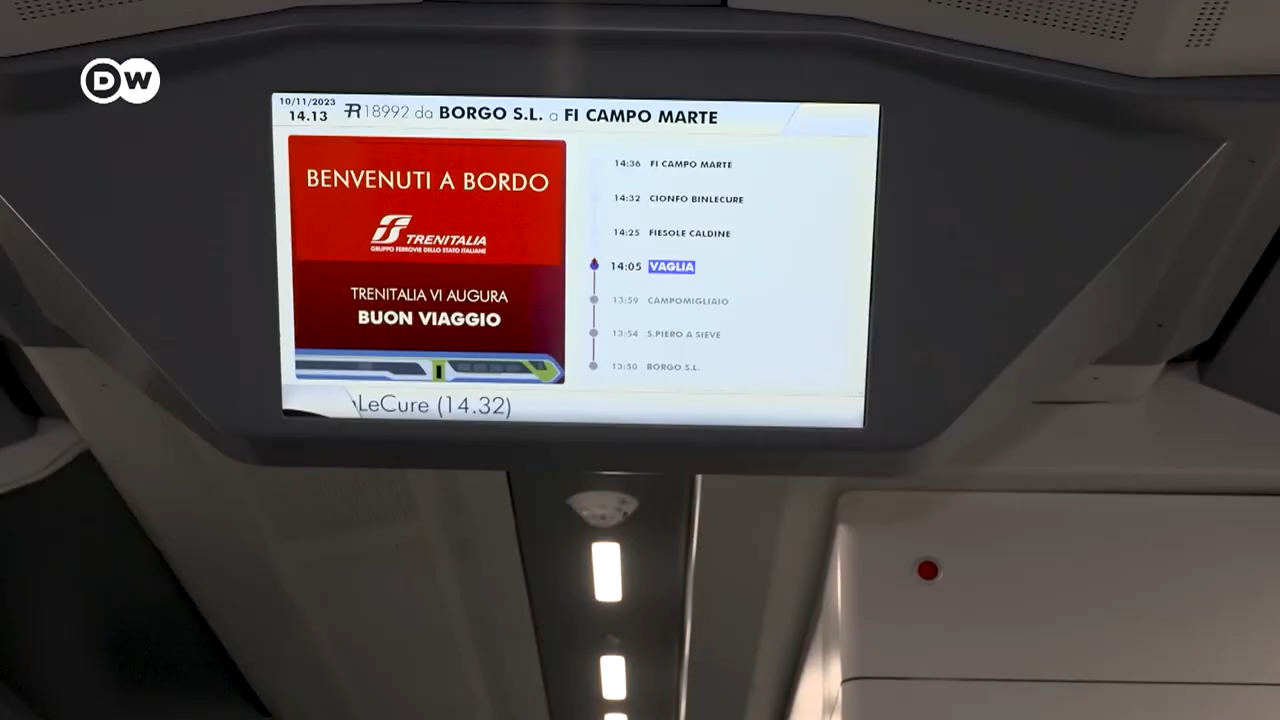 DW
10/11/2023
14.13
R 18992 da BORGO S.L. a FI CAMPO MARTE
BENVENUTI A BORDO
TRENITALIA
GRUPPO FERROVIE DELLO STATO ITALIANE
TRENITALIA VI AUGURA
BUON VIAGGIO
14:36 FI CAMPO MARTE
14:32 CIONFO BINLECURE
14:25 FIESOLE CALDINE
14:05 VAGLIA
13:59 CAMPOMIGLIAIO
13:54 S.PIERO A SIEVE
13:50 BORGO S.L.
LeCure (14.32)